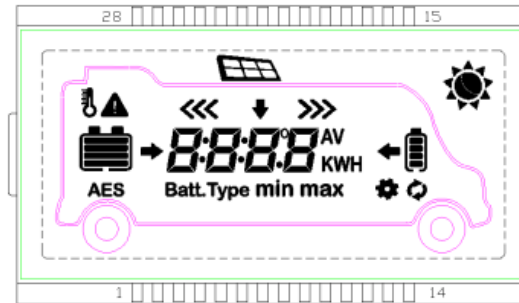 28 15
<<< >>>
8:8:8:8° AV
KWH
AES Batt.Type min max
1 14